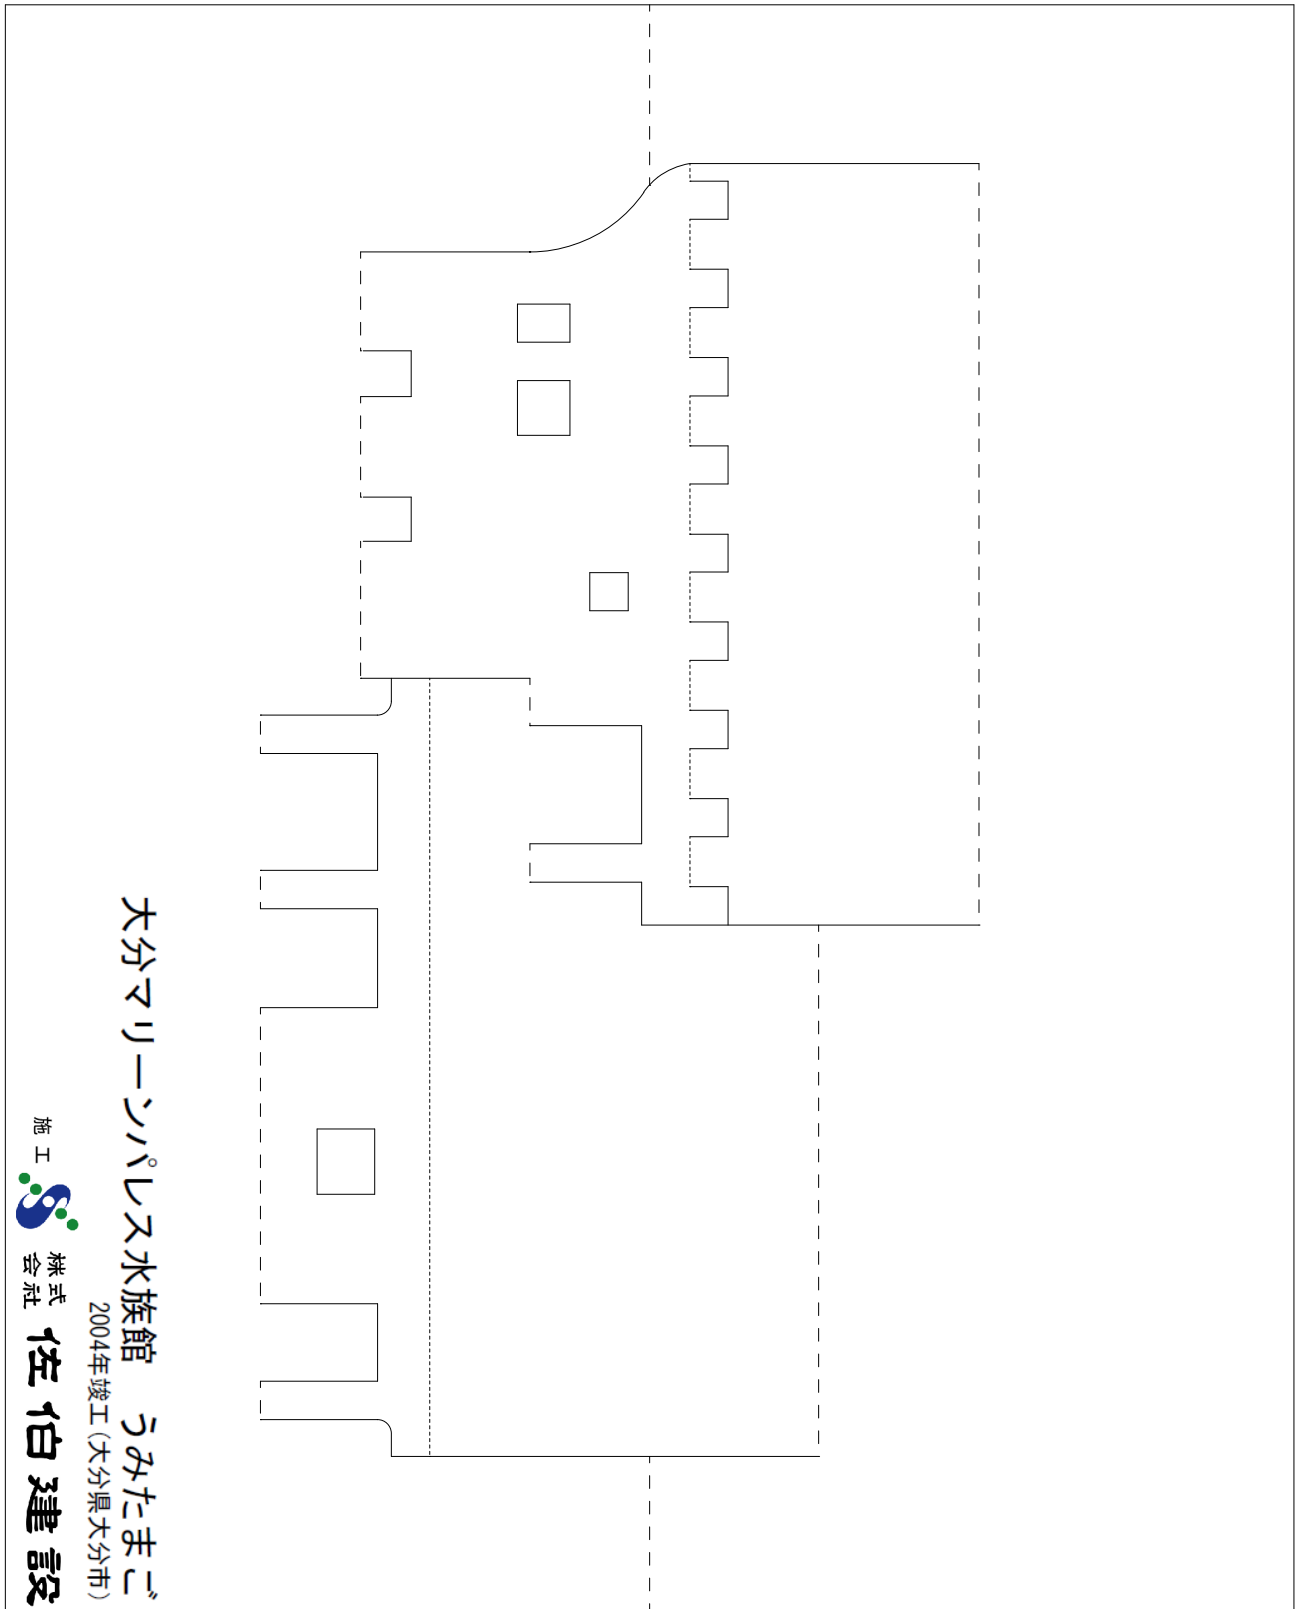 大分マリーンパレス水族館　うみたまご
2004年竣工（大分県大分市）
施工 株式会社 佐伯建設